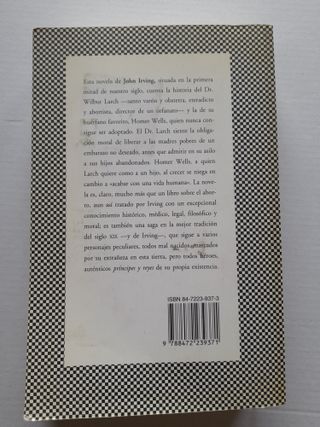 Esta novela de John Irving, situada en la primera
mitad de nuestro siglo, cuenta la historia del Dr.
Wilbur Larch —santo varón y obstetra, eterádicto y
abortista, director de un orfanato— y la de su
huérfano favorito, Homer Wells, quien nunca con-
sigue ser adoptado. El Dr. Larch siente la obliga-
ción moral de liberar a las madres pobres de un
embarazo no deseado, antes que admitir en su asilo
a sus hijos abandonados. Homer Wells, a quien
Larch quiere como a un hijo, al crecer se niega en
cambio a «acabar con una vida humana». La nove-
la es, claro, mucho más que un libro sobre el abor-
to, aun así tratado por Irving con un excepcional
conocimiento histórico, médico, legal, filosófico y
moral; es también una saga en la mejor tradición
del siglo XIX —y de Irving—, que sigue a varios
personajes peculiares, todos mal nacidos, marcados
por su extrañeza en esta tierra, pero todos héroes,
auténticos príncipes y reyes de su propia existencia
ISBN 84-7223-937-3
9 788472 239371